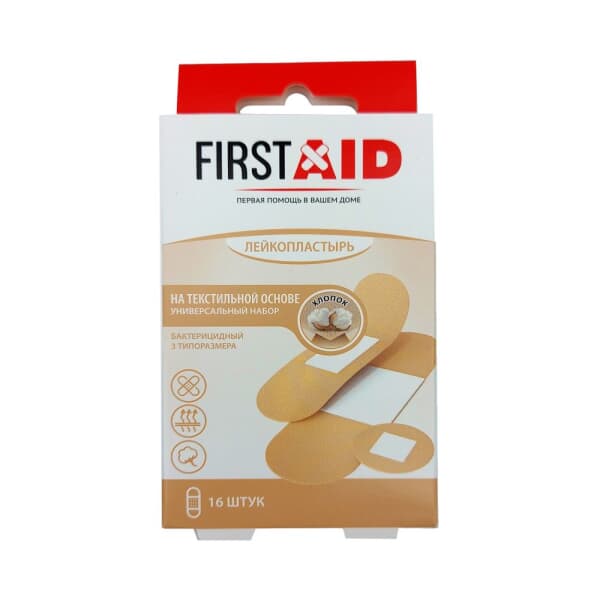 FIRST AID
ПЕРВАЯ ПОМОЩЬ В ВАШЕМ ДОМЕ
ЛЕЙКОПЛАСТЫРЬ
НА ТЕКСТИЛЬНОЙ ОСНОВЕ
УНИВЕРСАЛЬНЫЙ НАБОР
ХЛОПОК
БАКТЕРИЦИДНЫЙ
3 ТИПОРАЗМЕРА
16 ШТУК